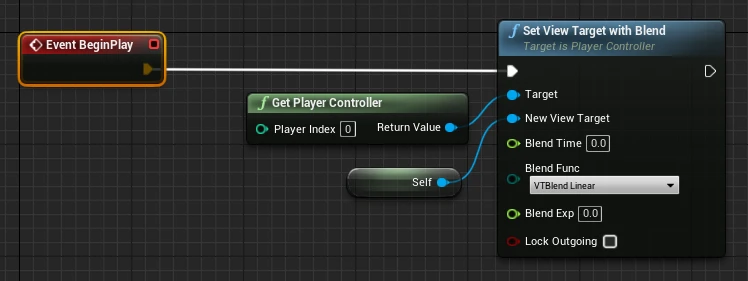 Event BeginPlay
Set View Target with Blend
Target is Player Controller
Get Player Controller
Player Index 0 Return Value
Self
Target
New View Target
Blend Time 0.0
Blend Func
VTBlend Linear
Blend Exp 0.0
Lock Outgoing